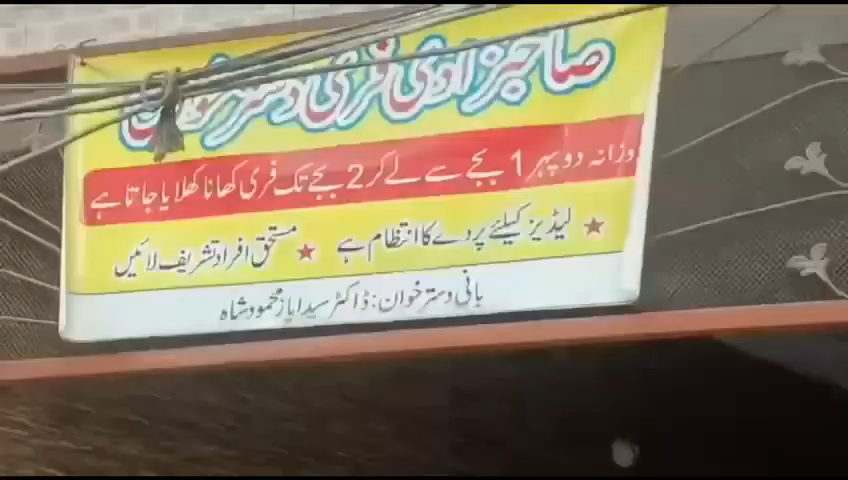 صاحبزادی فری دسترخوان
روزانہ دوپہر 1 بجے سے لے کر 2 بجے تک فری کھانا کھلایا جاتا ہے
★ لیڈیز کیلئے پردے کا انتظام ہے ★ مستحق افراد تشریف لائیں
بانی دسترخوان: ڈاکٹر سید ایاز محمود شاہ